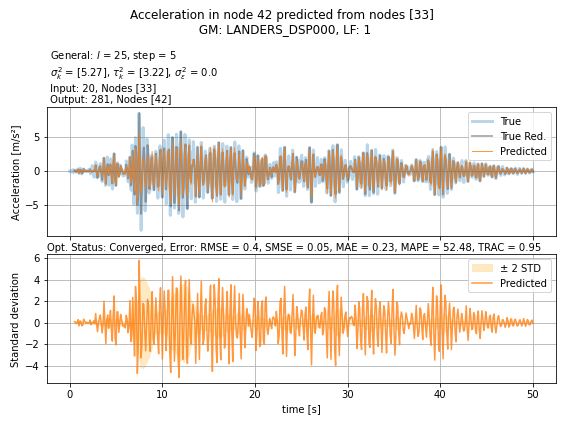 Acceleration in node 42 predicted from nodes [33]
GM: LANDERS_DSP000, LF: 1
General: l = 25, step = 5
σ²ₖ = [5.27], τ²ₖ = [3.22], σ²ε = 0.0
Input: 20, Nodes [33]
Output: 281, Nodes [42]
Acceleration [m/s²]
5
0
−5
True
True Red.
Predicted
Opt. Status: Converged, Error: RMSE = 0.4, SMSE = 0.05, MAE = 0.23, MAPE = 52.48, TRAC = 0.95
Standard deviation
6
4
2
0
−2
−4
± 2 STD
Predicted
0 10 20 30 40 50
time [s]